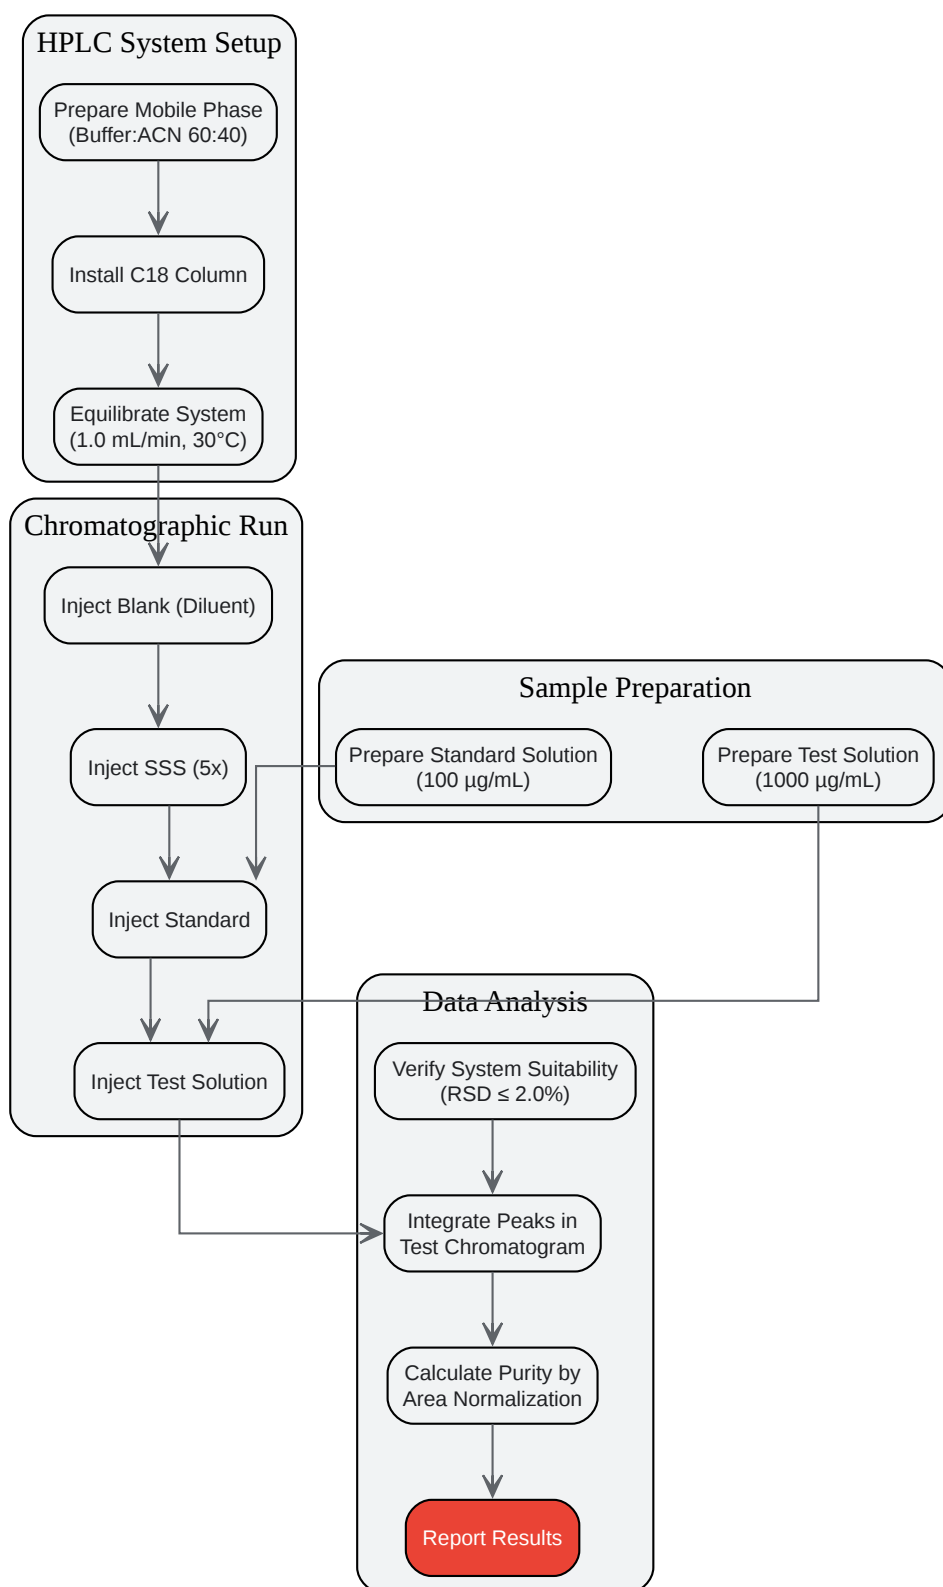 HPLC System Setup
Prepare Mobile Phase
(Buffer:ACN 60:40)
Install C18 Column
Equilibrate System
(1.0 mL/min, 30°C)
Chromatographic Run
Inject Blank (Diluent)
Inject SSS (5x)
Inject Standard
Inject Test Solution
Sample Preparation
Prepare Standard Solution
(100 µg/mL)
Prepare Test Solution
(1000 µg/mL)
Data Analysis
Verify System Suitability
(RSD ≤ 2.0%)
Integrate Peaks in
Test Chromatogram
Calculate Purity by
Area Normalization
Report Results